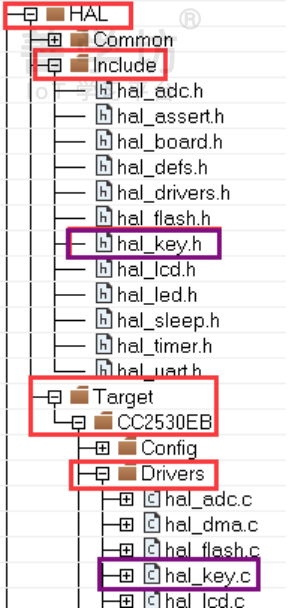 HAL
Common
Include
hal_adc.h
hal_assert.h
hal_board.h
hal_defs.h
hal_drivers.h
hal_flash.h
hal_key.h
hal_lcd.h
hal_led.h
hal_sleep.h
hal_timer.h
hal_uart.h
Target
CC2530EB
Config
Drivers
hal_adc.c
hal_dma.c
hal_flash.c
hal_key.c
hal_lcd.c